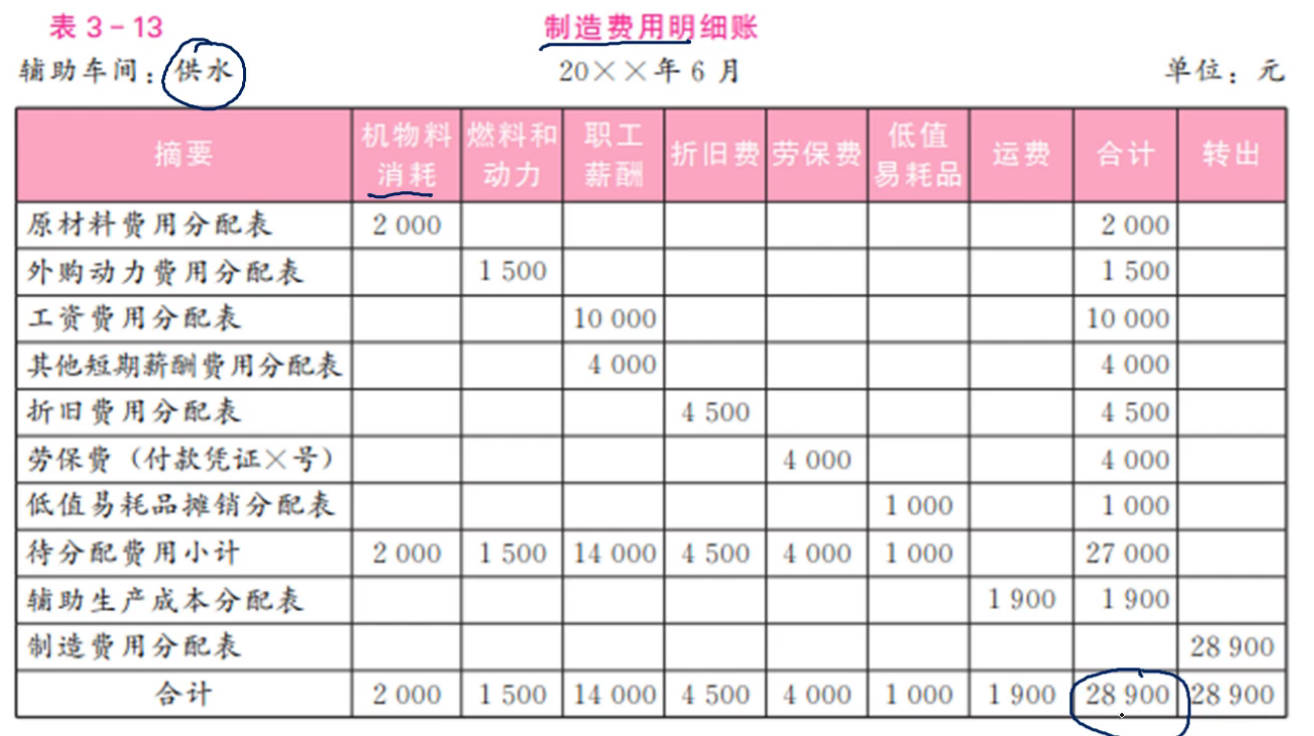 表 3-13 制造费用明细账
辅助车间：供水 20××年 6 月 单位：元
摘要 机物料消耗 燃料和动力 职工薪酬 折旧费 劳保费 低值易耗品 运费 合计 转出
原材料费用分配表 2 000 2 000
外购动力费用分配表 1 500 1 500
工资费用分配表 10 000 10 000
其他短期薪酬费用分配表 4 000 4 000
折旧费用分配表 4 500 4 500
劳保费（付款凭证×号） 4 000 4 000
低值易耗品摊销分配表 1 000 1 000
待分配费用小计 2 000 1 500 14 000 4 500 4 000 1 000 27 000
辅助生产成本分配表 1 900 1 900
制造费用分配表 28 900
合计 2 000 1 500 14 000 4 500 4 000 1 000 1 900 28 900 28 900